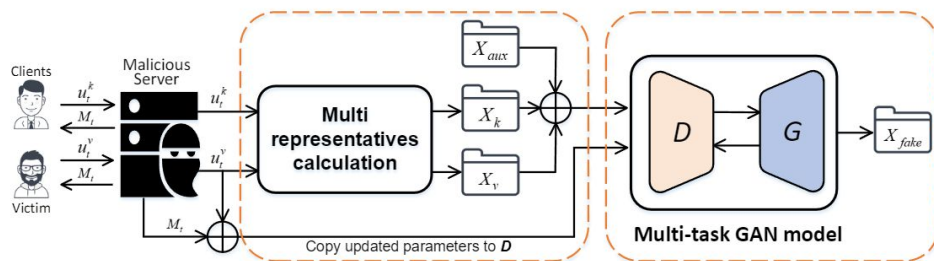 Clients
Malicious
Server
u_t^k
M_t
u_t^v
M_t
Victim
u_t^k
u_t^v
M_t
Multi
representatives
calculation
X_aux
X_k
X_v
Copy updated parameters to D
D
G
X_fake
Multi-task GAN model